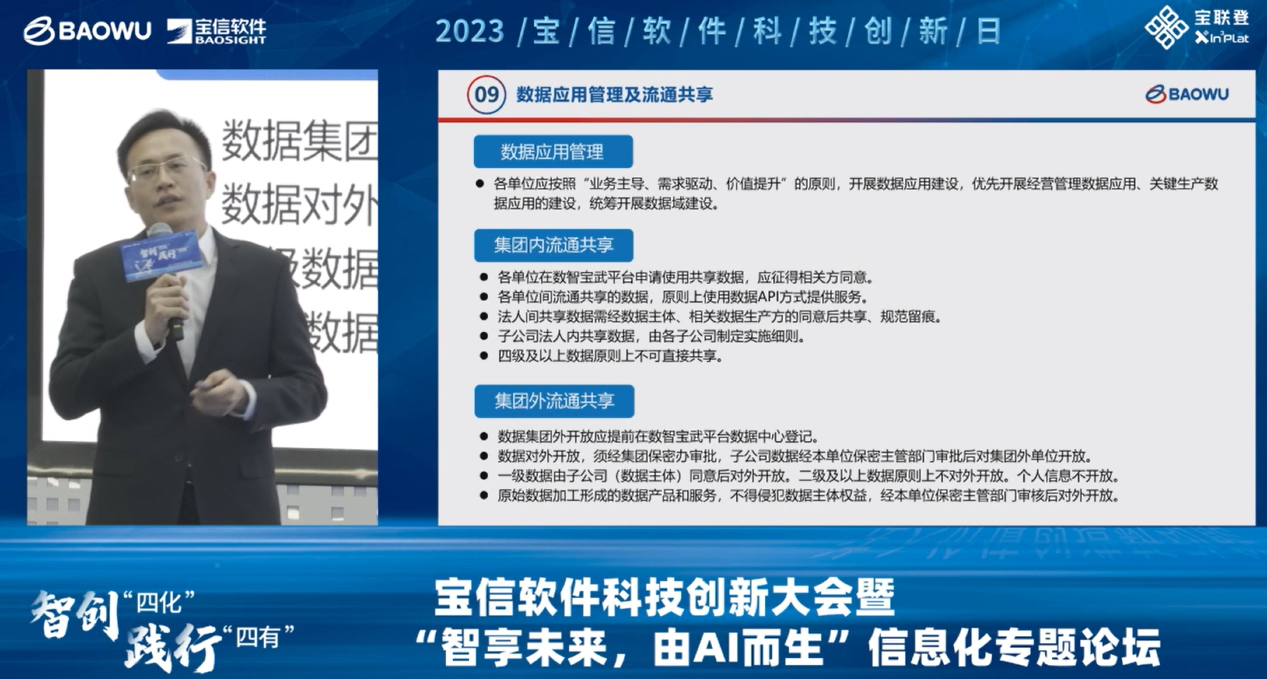 BAOWU
宝信软件
BAOSIGHT
2023 / 宝 / 信 / 软 / 件 / 科 / 技 / 创 / 新 / 日
宝联登
xIn³Plat
数据集团
数据对外
级数据
数据
智创
践行
09 数据应用管理及流通共享
BAOWU
数据应用管理
● 各单位应按照“业务主导、需求驱动、价值提升”的原则，开展数据应用建设，优先开展经营管理数据应用、关键生产数
据应用的建设，统筹开展数据域建设。
集团内流通共享
● 各单位在数智宝武平台申请使用共享数据，应征得相关方同意。
● 各单位间流通共享的数据，原则上使用数据API方式提供服务。
● 法人间共享数据需经数据主体、相关数据生产方的同意后共享、规范留痕。
● 子公司法人内共享数据，由各子公司制定实施细则。
● 四级及以上数据原则上不可直接共享。
集团外流通共享
● 数据集团外开放应提前在数智宝武平台数据中心登记。
● 数据对外开放，须经集团保密办审批，子公司数据经本单位保密主管部门审批后对集团外单位开放。
● 一级数据由子公司（数据主体）同意后对外开放。二级及以上数据原则上不对外开放。个人信息不开放。
● 原始数据加工形成的数据产品和服务，不得侵犯数据主体权益，经本单位保密主管部门审核后对外开放。
智创“四化”
践行“四有”
宝信软件科技创新大会暨
“智享未来，由AI而生”信息化专题论坛